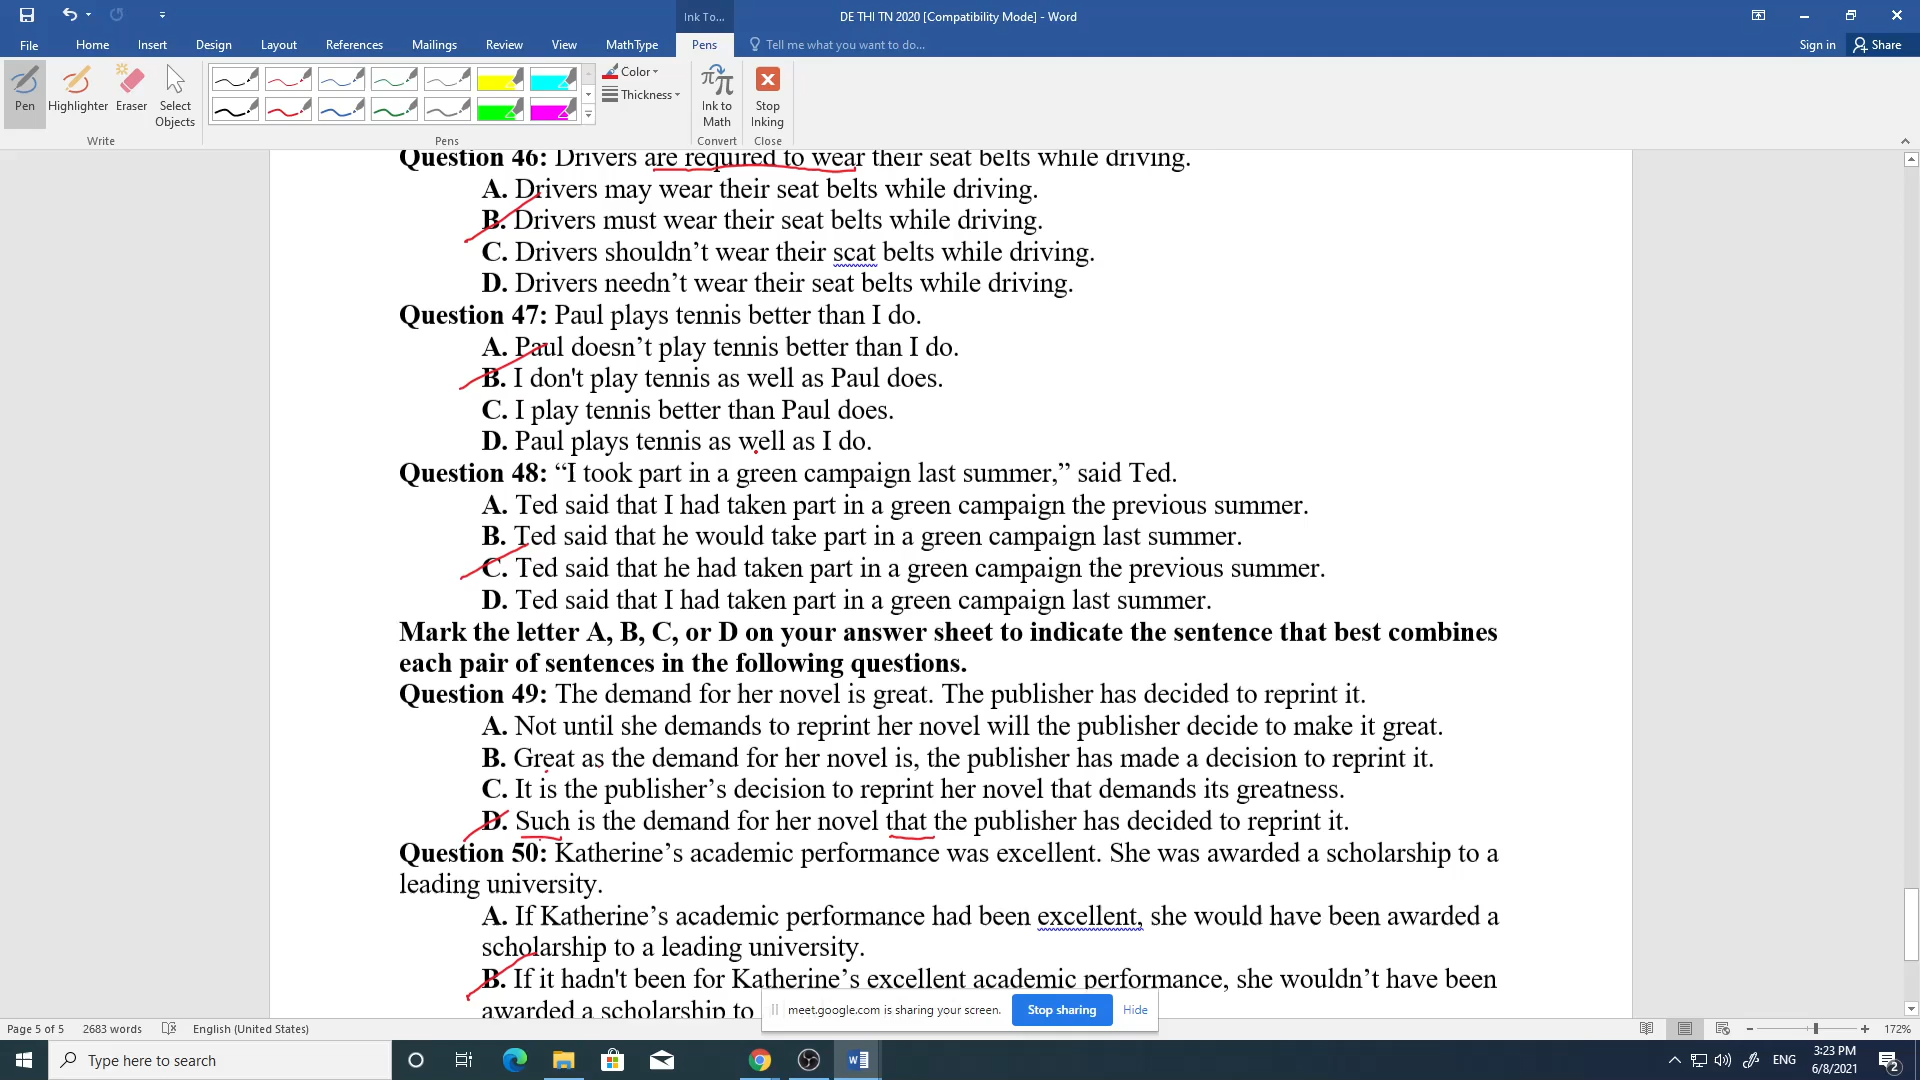 Ink To...
DE THI TN 2020 [Compatibility Mode] - Word
File Home Insert Design Layout References Mailings Review View MathType Pens Tell me what you want to do... Sign in Share
Pen Highlighter Eraser Select Objects
Color
Thickness
Ink to Math
Stop Inking
Write Pens Convert Close
Question 46: Drivers are required to wear their seat belts while driving.
A. Drivers may wear their seat belts while driving.
B. Drivers must wear their seat belts while driving.
C. Drivers shouldn’t wear their scat belts while driving.
D. Drivers needn’t wear their seat belts while driving.
Question 47: Paul plays tennis better than I do.
A. Paul doesn’t play tennis better than I do.
B. I don't play tennis as well as Paul does.
C. I play tennis better than Paul does.
D. Paul plays tennis as well as I do.
Question 48: “I took part in a green campaign last summer,” said Ted.
A. Ted said that I had taken part in a green campaign the previous summer.
B. Ted said that he would take part in a green campaign last summer.
C. Ted said that he had taken part in a green campaign the previous summer.
D. Ted said that I had taken part in a green campaign last summer.
Mark the letter A, B, C, or D on your answer sheet to indicate the sentence that best combines
each pair of sentences in the following questions.
Question 49: The demand for her novel is great. The publisher has decided to reprint it.
A. Not until she demands to reprint her novel will the publisher decide to make it great.
B. Great as the demand for her novel is, the publisher has made a decision to reprint it.
C. It is the publisher’s decision to reprint her novel that demands its greatness.
D. Such is the demand for her novel that the publisher has decided to reprint it.
Question 50: Katherine’s academic performance was excellent. She was awarded a scholarship to a
leading university.
A. If Katherine’s academic performance had been excellent, she would have been awarded a
scholarship to a leading university.
B. If it hadn't been for Katherine’s excellent academic performance, she wouldn’t have been
awarded a scholarship to
meet.google.com is sharing your screen. Stop sharing Hide
Page 5 of 5 2683 words English (United States) 172%
Type here to search
ENG
3:23 PM
6/8/2021
2